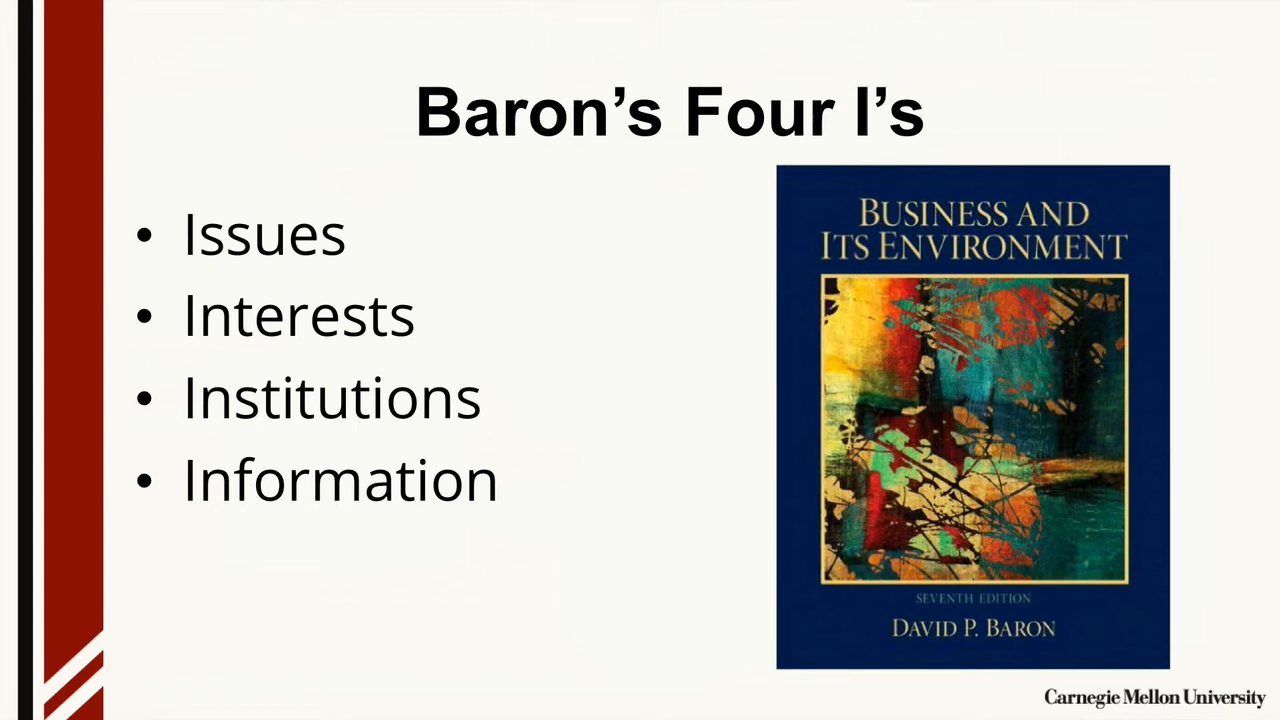 Baron’s Four I’s
• Issues
• Interests
• Institutions
• Information
BUSINESS AND
ITS ENVIRONMENT
SEVENTH EDITION
DAVID P. BARON
Carnegie Mellon University